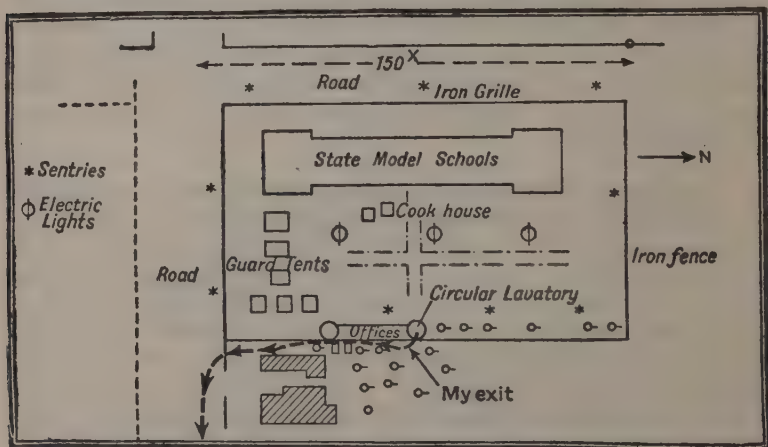 150 x
Road
* Iron Grille
State Model Schools
N
* Sentries
Electric
Lights
Cook house
Road
Guard Tents
Iron fence
Circular Lavatory
Offices
My exit